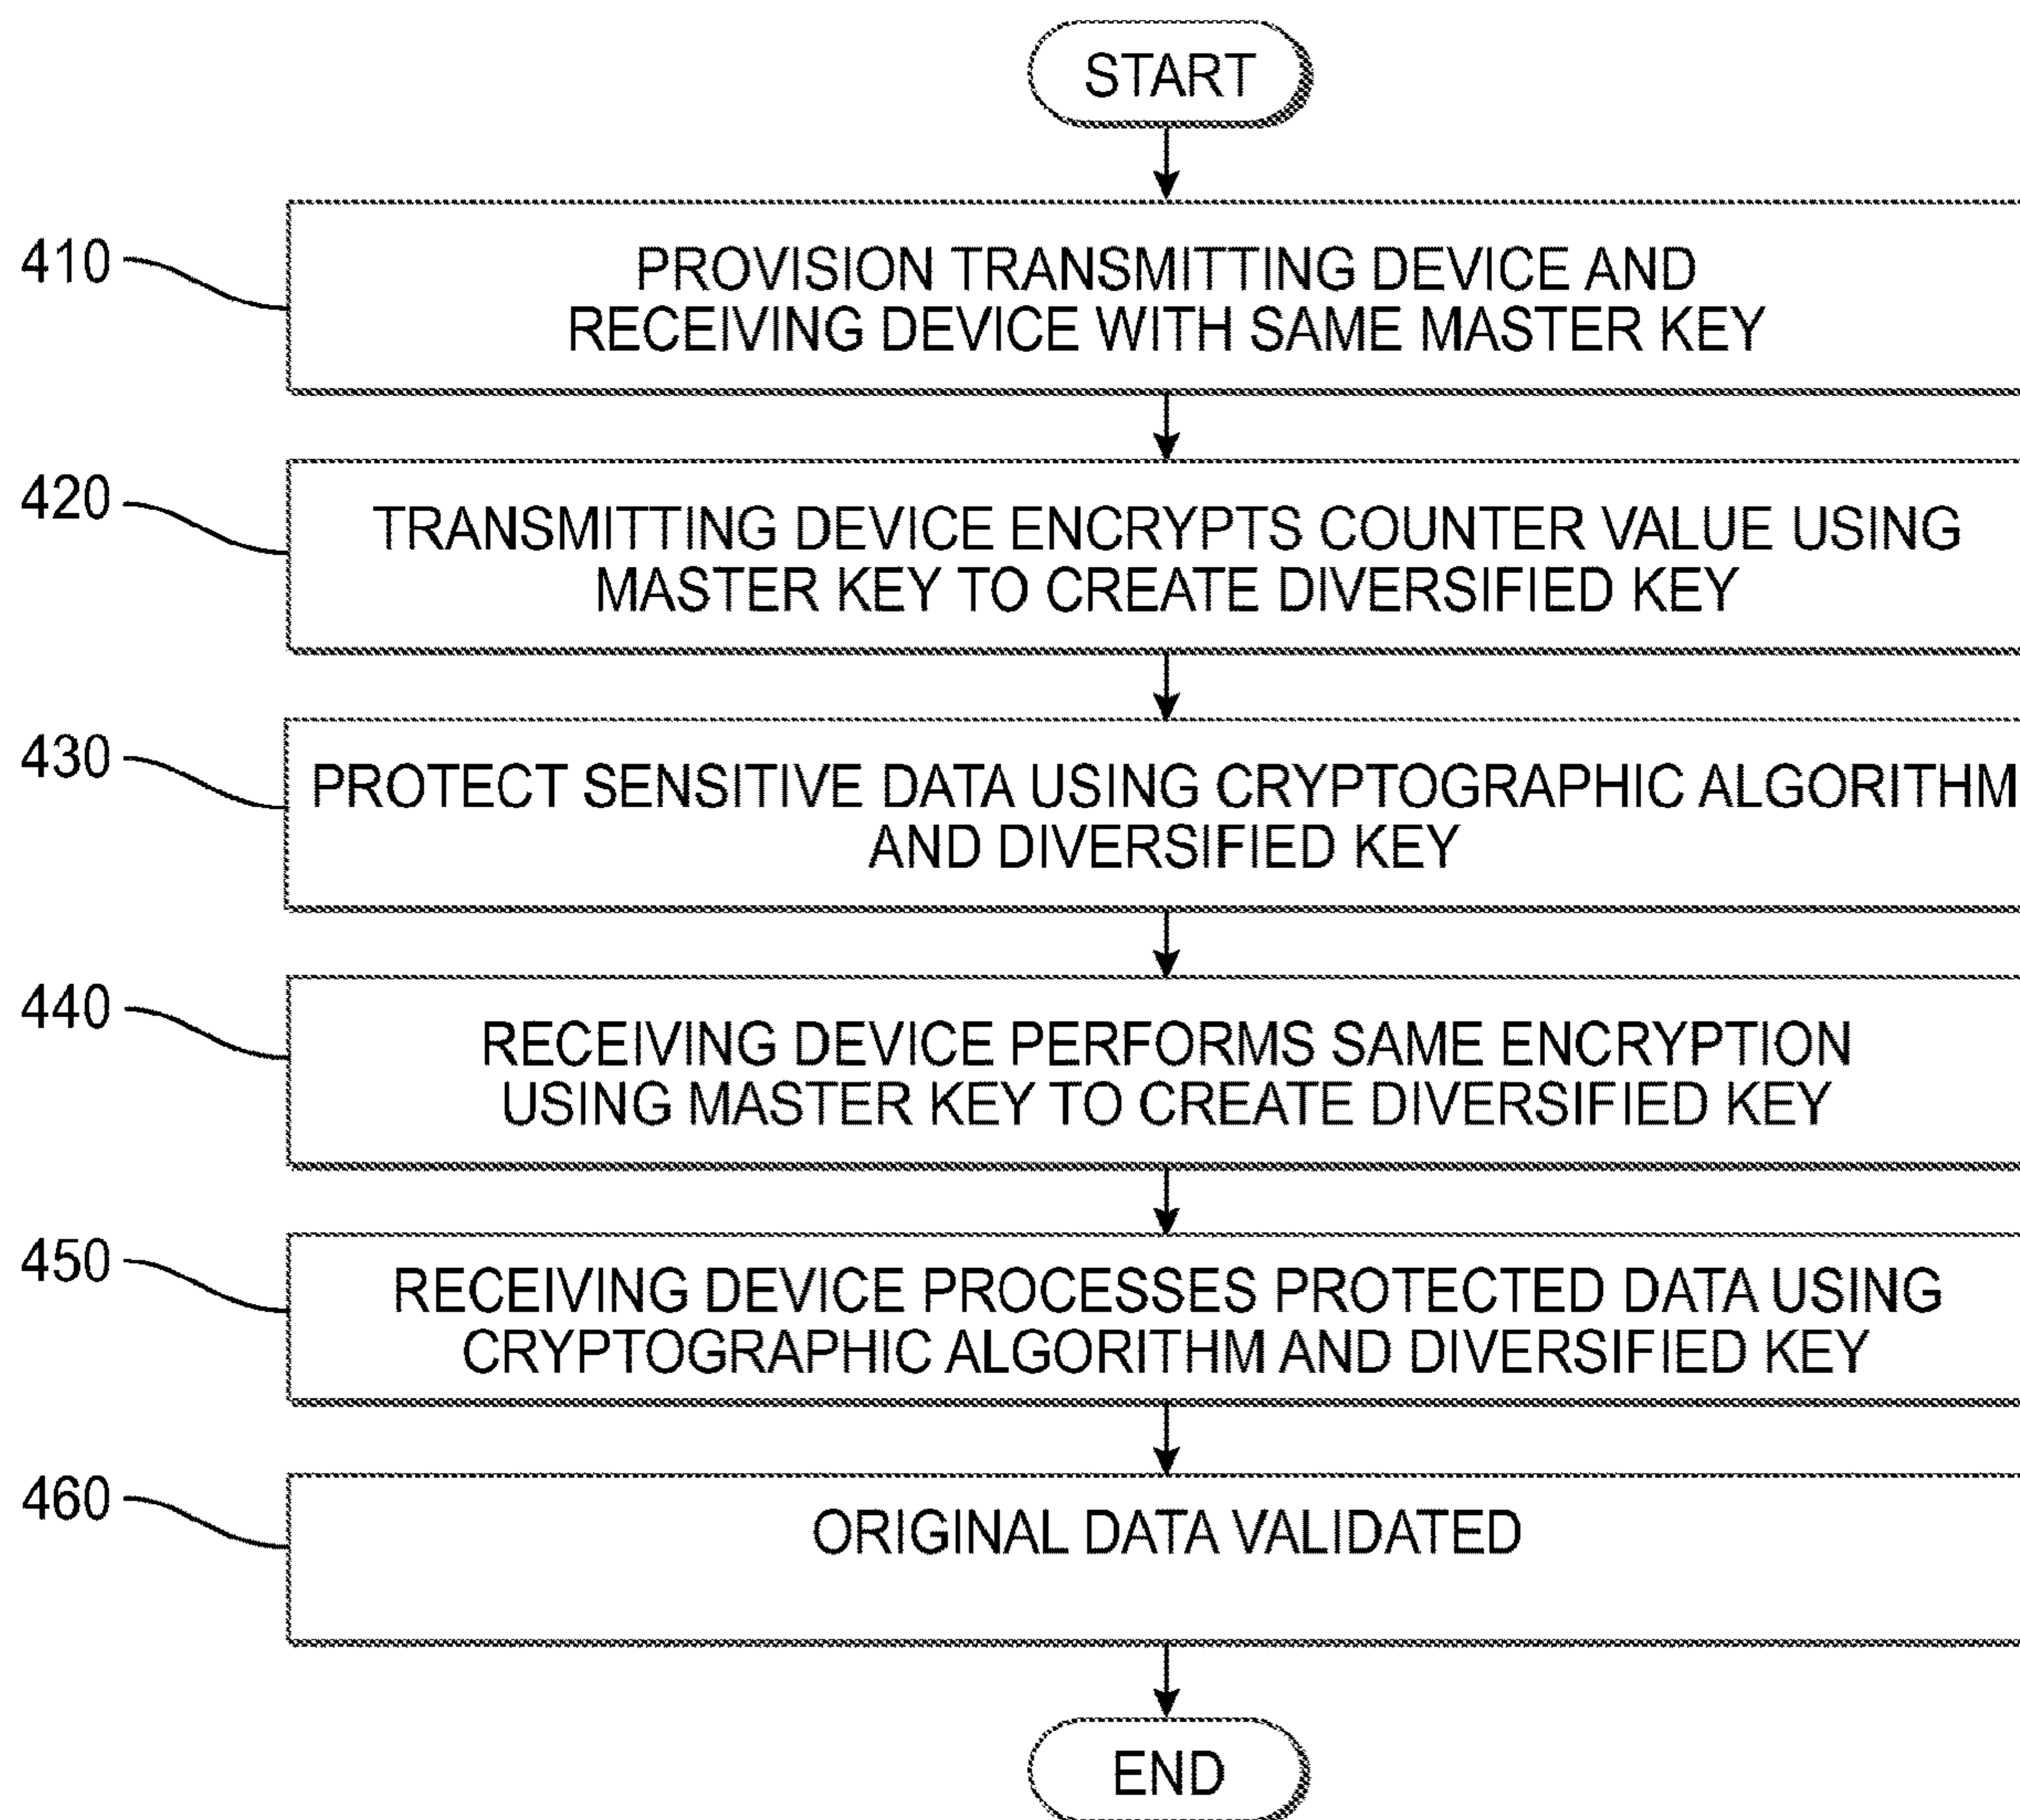 START
410
PROVISION TRANSMITTING DEVICE AND
RECEIVING DEVICE WITH SAME MASTER KEY
420
TRANSMITTING DEVICE ENCRYPTS COUNTER VALUE USING
MASTER KEY TO CREATE DIVERSIFIED KEY
430
PROTECT SENSITIVE DATA USING CRYPTOGRAPHIC ALGORITHM
AND DIVERSIFIED KEY
440
RECEIVING DEVICE PERFORMS SAME ENCRYPTION
USING MASTER KEY TO CREATE DIVERSIFIED KEY
450
RECEIVING DEVICE PROCESSES PROTECTED DATA USING
CRYPTOGRAPHIC ALGORITHM AND DIVERSIFIED KEY
460
ORIGINAL DATA VALIDATED
END